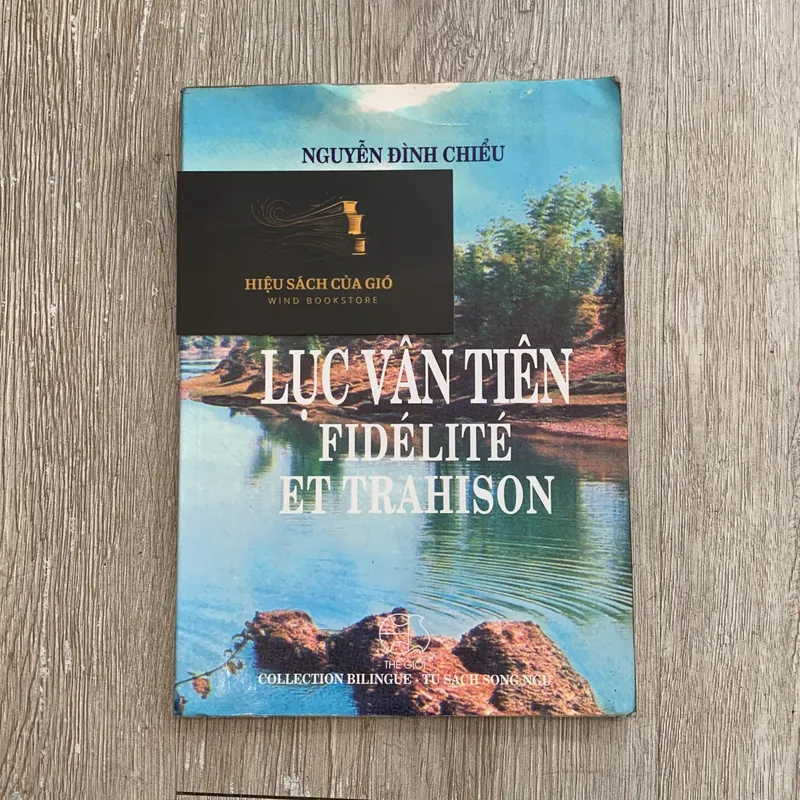 NGUYỄN ĐÌNH CHIỂU
HIỆU SÁCH CỦA GIÓ
WIND BOOKSTORE
LỤC VÂN TIÊN
FIDÉLITÉ
ET TRAHISON
THẾ GIỚI
COLLECTION BILINGUE - TỦ SÁCH SONG NGỮ